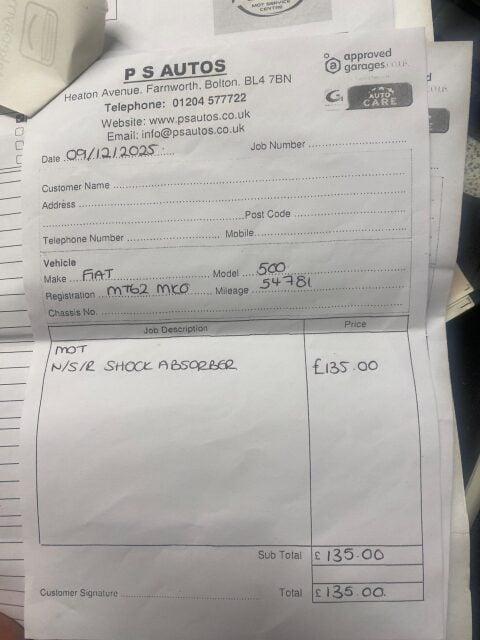 MOT SERVICE
CENTRE
P S AUTOS
Heaton Avenue, Farnworth, Bolton. BL4 7BN
Telephone: 01204 577722
Website: www.psautos.co.uk
Email: info@psautos.co.uk
approved
garages.co.uk
AUTO
CARE
Date 09/12/2025
Job Number
Customer Name
Address
Post Code
Telephone Number
Mobile
Vehicle
Make FIAT Model 500
Registration MT62 MKO Mileage 54781
Chassis No.
Job Description Price
MOT
N/S/R SHOCK ABSORBER £135.00
Sub Total £ 135.00
Customer Signature Total £ 135.00